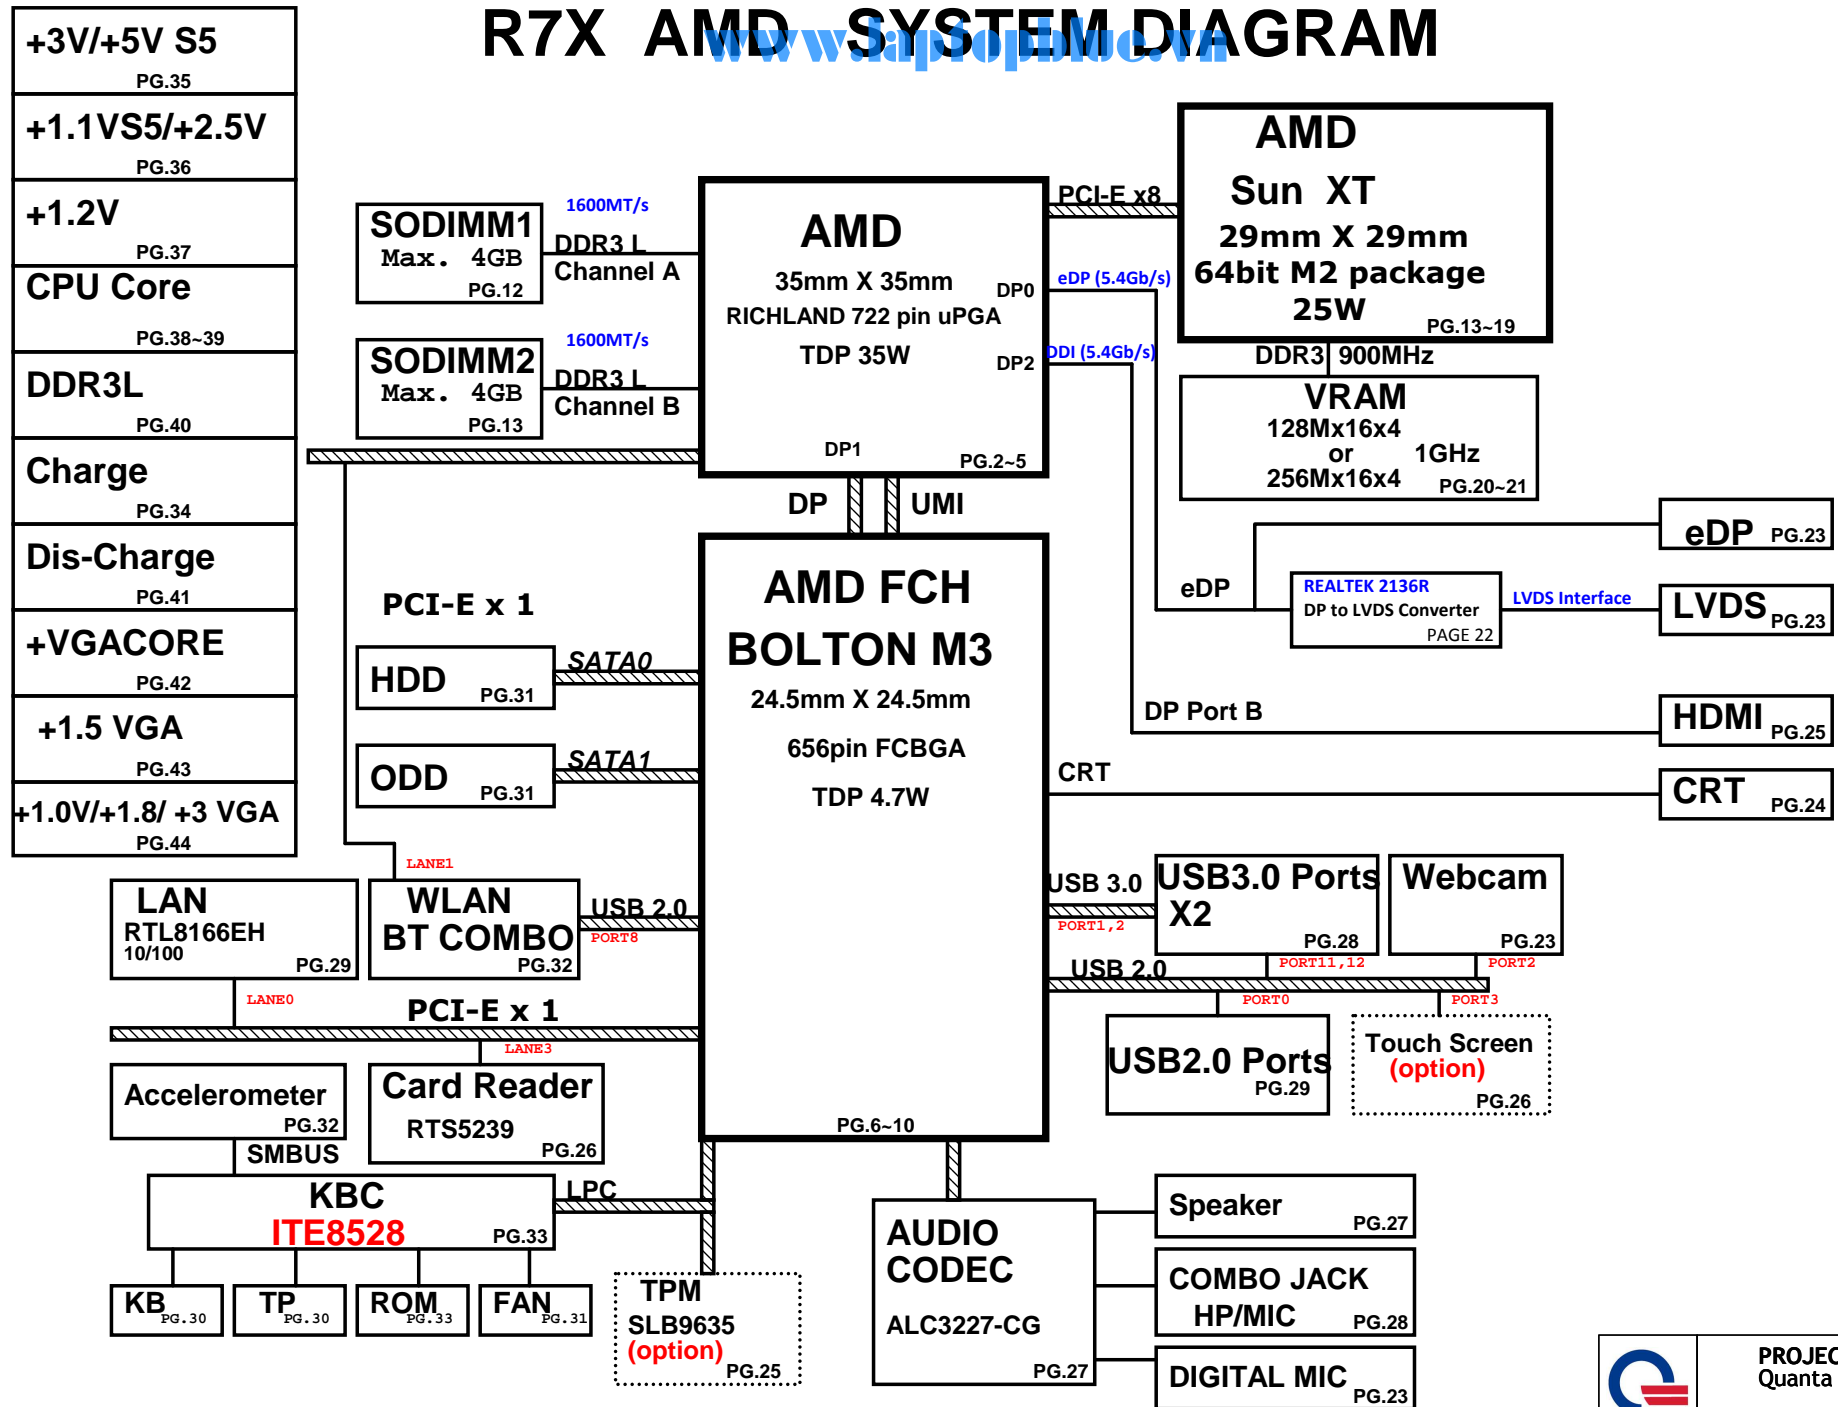 R7X AMD SYSTEM DIAGRAM
www.laptopblue.vn
+3V/+5V S5
PG.35
+1.1VS5/+2.5V
PG.36
+1.2V
PG.37
CPU Core
PG.38~39
DDR3L
PG.40
Charge
PG.34
Dis-Charge
PG.41
+VGACORE
PG.42
+1.5 VGA
PG.43
+1.0V/+1.8/ +3 VGA
PG.44
SODIMM1
Max. 4GB
PG.12
1600MT/s
DDR3 L
Channel A
SODIMM2
Max. 4GB
PG.13
1600MT/s
DDR3 L
Channel B
AMD
35mm X 35mm
RICHLAND 722 pin uPGA
TDP 35W
DP0
DP2
DP1
PG.2~5
PCI-E x8
eDP (5.4Gb/s)
DDI (5.4Gb/s)
AMD
Sun XT
29mm X 29mm
64bit M2 package
25W
PG.13~19
DDR3 900MHz
VRAM
128Mx16x4
or 1GHz
256Mx16x4
PG.20~21
DP
UMI
eDP PG.23
eDP
REALTEK 2136R
DP to LVDS Converter
PAGE 22
LVDS Interface
LVDS PG.23
DP Port B
HDMI PG.25
CRT
CRT PG.24
AMD FCH
BOLTON M3
24.5mm X 24.5mm
656pin FCBGA
TDP 4.7W
PG.6~10
PCI-E x 1
HDD PG.31
SATA0
ODD PG.31
SATA1
LANE1
LAN
RTL8166EH
10/100
PG.29
WLAN
BT COMBO
PG.32
USB 2.0
PORT8
LANE0
PCI-E x 1
LANE3
USB 3.0
PORT1,2
USB3.0 Ports
X2
PG.28
Webcam
PG.23
USB 2.0
PORT11,12
PORT2
PORT0
PORT3
USB2.0 Ports
PG.29
Touch Screen
(option)
PG.26
Accelerometer
PG.32
SMBUS
Card Reader
RTS5239
PG.26
KBC
ITE8528
PG.33
LPC
KB PG.30
TP PG.30
ROM PG.33
FAN PG.31
TPM
SLB9635
(option)
PG.25
AUDIO
CODEC
ALC3227-CG
PG.27
Speaker
PG.27
COMBO JACK
HP/MIC
PG.28
DIGITAL MIC
PG.23
PROJEC
Quanta